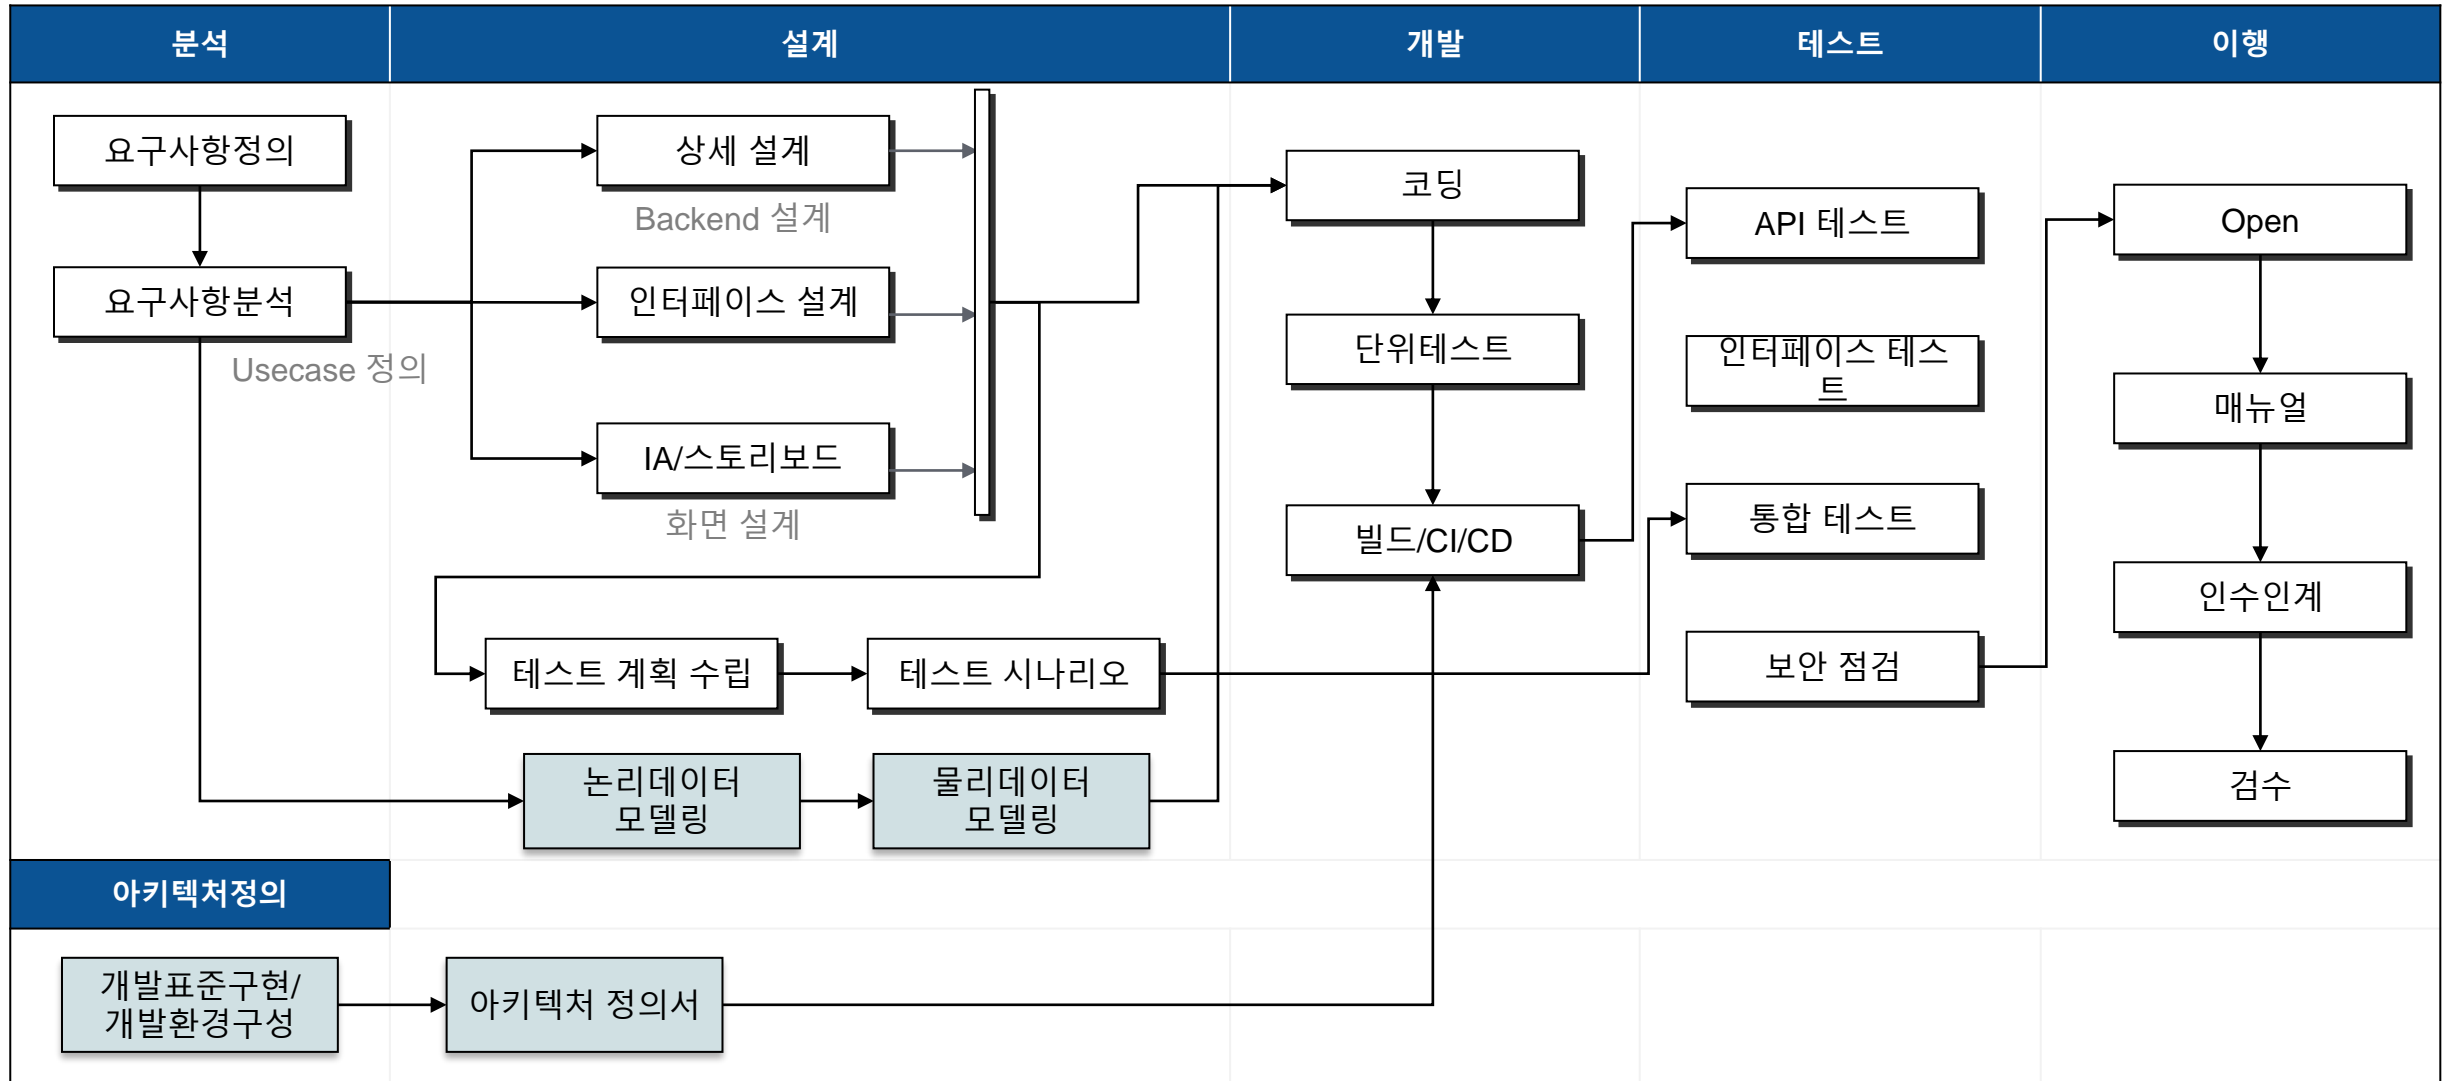 분석
설계
개발
테스트
이행
요구사항정의
요구사항분석
Usecase 정의
상세 설계
Backend 설계
인터페이스 설계
IA/스토리보드
화면 설계
테스트 계획 수립
테스트 시나리오
논리데이터
모델링
물리데이터
모델링
코딩
단위테스트
빌드/CI/CD
API 테스트
인터페이스 테스
트
통합 테스트
보안 점검
Open
매뉴얼
인수인계
검수
아키텍처정의
개발표준구현/
개발환경구성
아키텍처 정의서